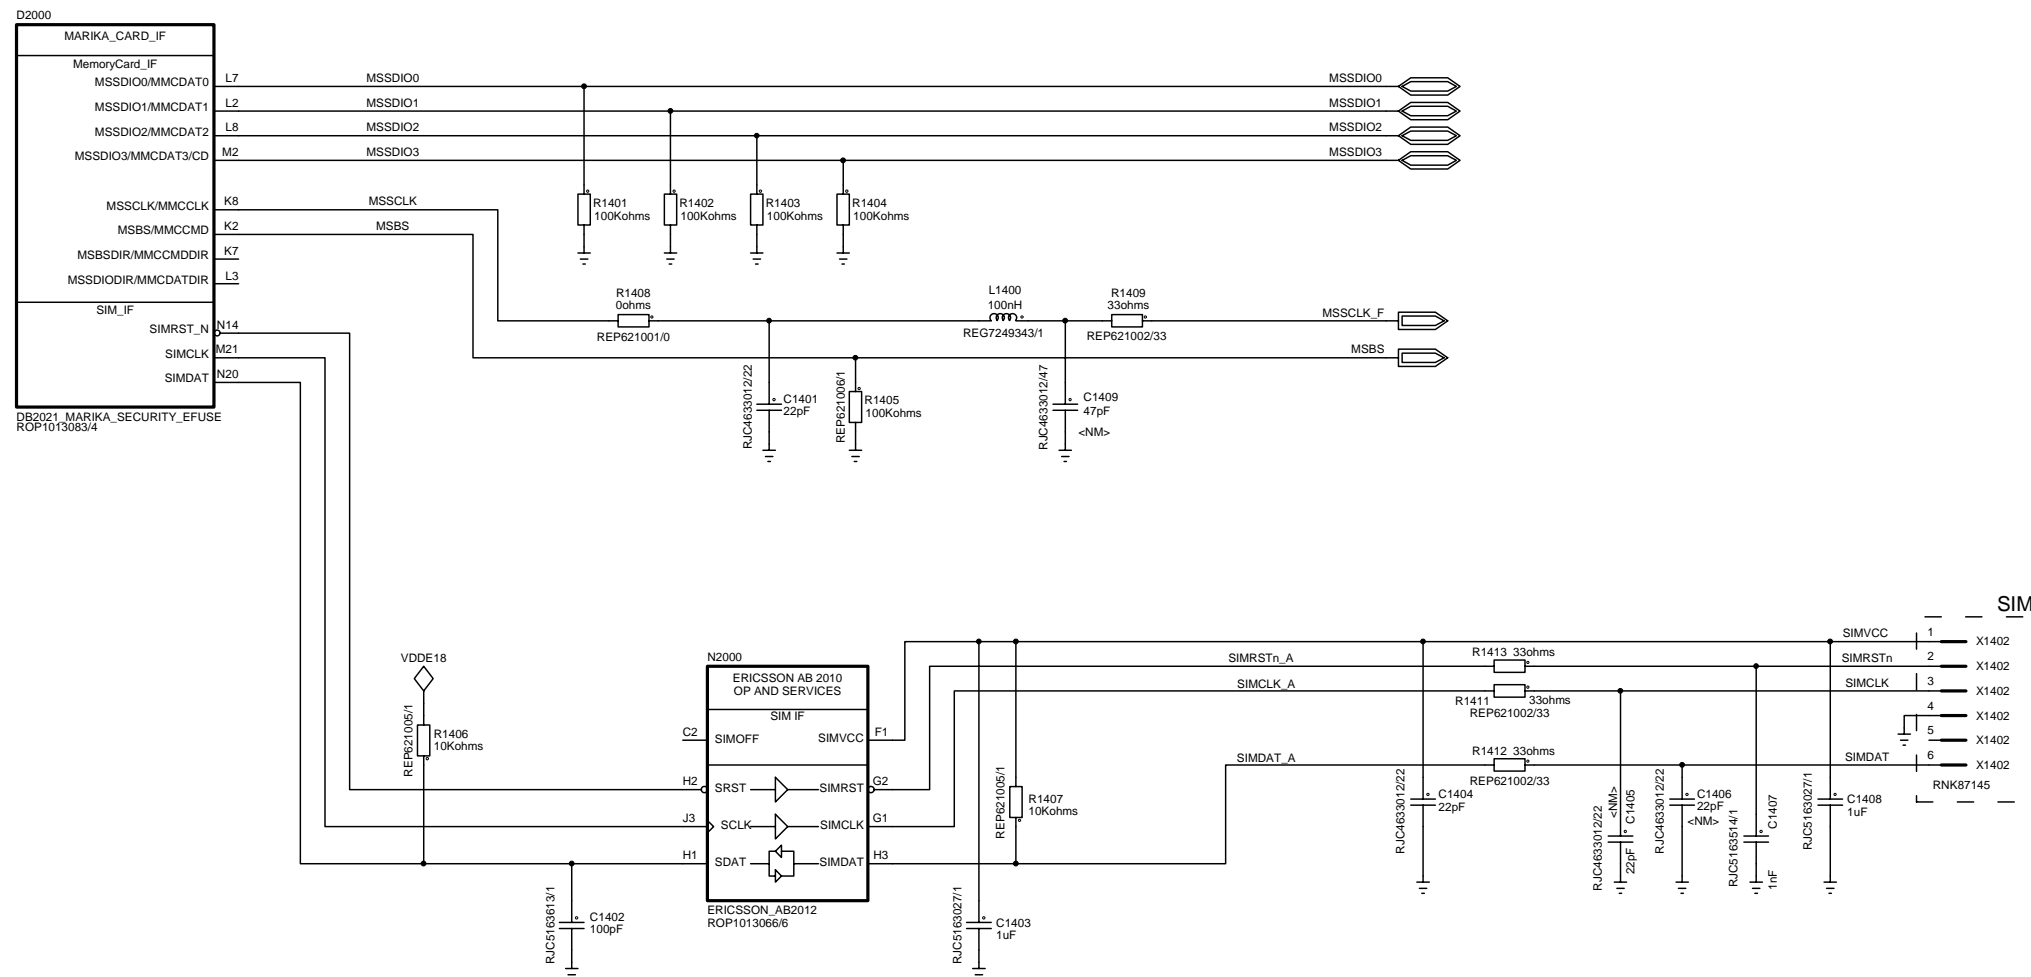 D2000
MARIKA_CARD_IF
MemoryCard_IF
MSSDIO0/MMCDAT0 L7 MSSDIO0 MSSDIO0
MSSDIO1/MMCDAT1 L2 MSSDIO1 MSSDIO1
MSSDIO2/MMCDAT2 L8 MSSDIO2 MSSDIO2
MSSDIO3/MMCDAT3/CD M2 MSSDIO3 MSSDIO3
MSSCLK/MMCCLK K8 MSSCLK
MSBS/MMCCMD K2 MSBS
MSBSDIR/MMCCMDDIR K7
MSSDIODIR/MMCDATDIR L3
SIM_IF
SIMRST_N N14
SIMCLK M21
SIMDAT N20
DB2021_MARIKA_SECURITY_EFUSE
ROP1013083/4
R1401
100Kohms
R1402
100Kohms
R1403
100Kohms
R1404
100Kohms
R1408
0ohms
REP621001/0
L1400
100nH
REG7249343/1
R1409
33ohms
REP621002/33
MSSCLK_F
MSBS
RJC4633012/22
C1401
22pF
REP621006/1
R1405
100Kohms
RJC4633012/47
C1409
47pF
<NM>
VDDE18
REP621005/1
R1406
10Kohms
RJC5163613/1
C1402
100pF
N2000
ERICSSON AB 2010
OP AND SERVICES
SIM IF
C2 SIMOFF SIMVCC F1
H2 SRST SIMRST G2
J3 SCLK SIMCLK G1
H1 SDAT SIMDAT H3
ERICSSON_AB2012
ROP1013066/6
RJC5163027/1
C1403
1uF
REP621005/1
R1407
10Kohms
SIMRSTn_A
SIMCLK_A
SIMDAT_A
R1413 33ohms
R1411 33ohms
REP621002/33
R1412 33ohms
REP621002/33
RJC4633012/22
C1404
22pF
RJC4633012/22
22pF
<NM>
C1405
RJC4633012/22
C1406
22pF
<NM>
RJC5163514/1
1nF
C1407
RJC5163027/1
C1408
1uF
SIM
SIMVCC 1 X1402
SIMRSTn 2 X1402
SIMCLK 3 X1402
4 X1402
5 X1402
SIMDAT 6 X1402
RNK87145